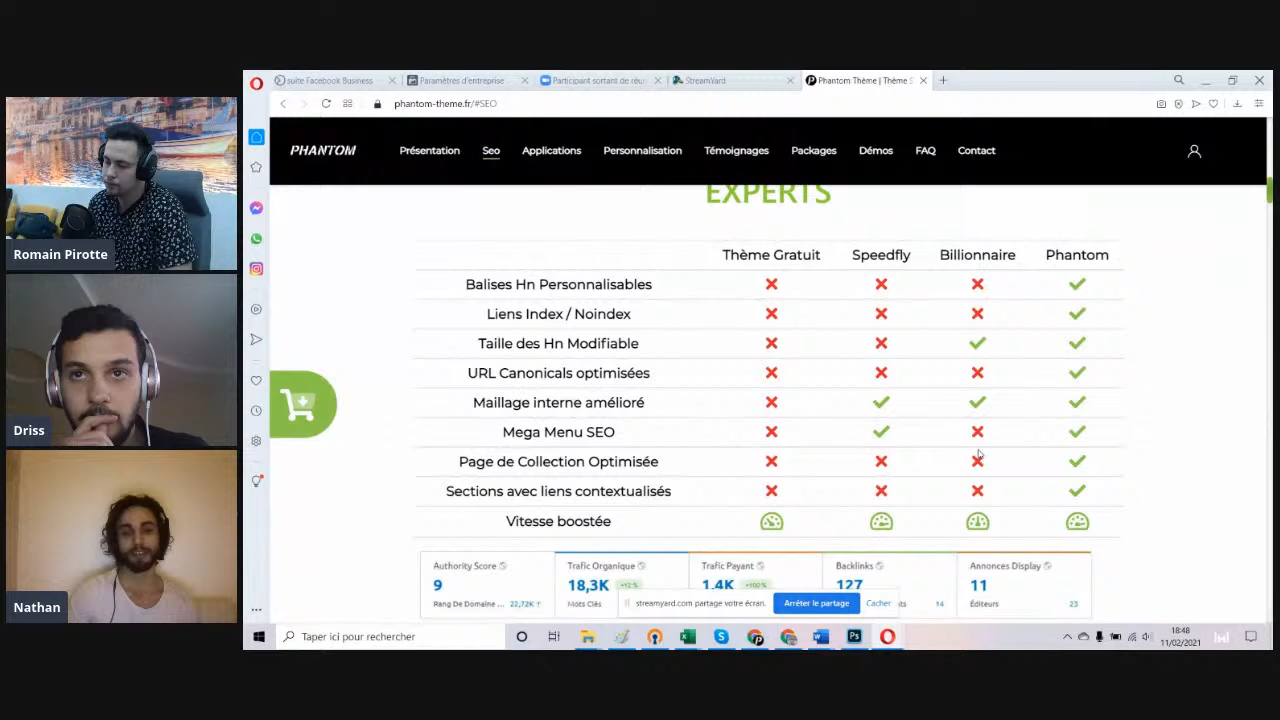 suite Facebook Business
Paramètres d'entreprise
Participant sortant de réun
StreamYard
Phantom Thème | Thème S
phantom-theme.fr/#SEO
PHANTOM
Présentation
Seo
Applications
Personnalisation
Témoignages
Packages
Démos
FAQ
Contact
EXPERTS
Thème Gratuit Speedfly Billionnaire Phantom
Balises Hn Personnalisables
Liens Index / Noindex
Taille des Hn Modifiable
URL Canonicals optimisées
Maillage interne amélioré
Mega Menu SEO
Page de Collection Optimisée
Sections avec liens contextualisés
Vitesse boostée
Authority Score
9
Rang De Domaine ... 22,72K
Trafic Organique
18,3K +12%
Mots Clés
Trafic Payant
1.4K +100%
Backlinks
127
14
Annonces Display
11
Éditeurs 23
streamyard.com partage votre écran.
Arrêter le partage
Cacher
Taper ici pour rechercher
18:48
11/02/2021
Romain Pirotte
Driss
Nathan